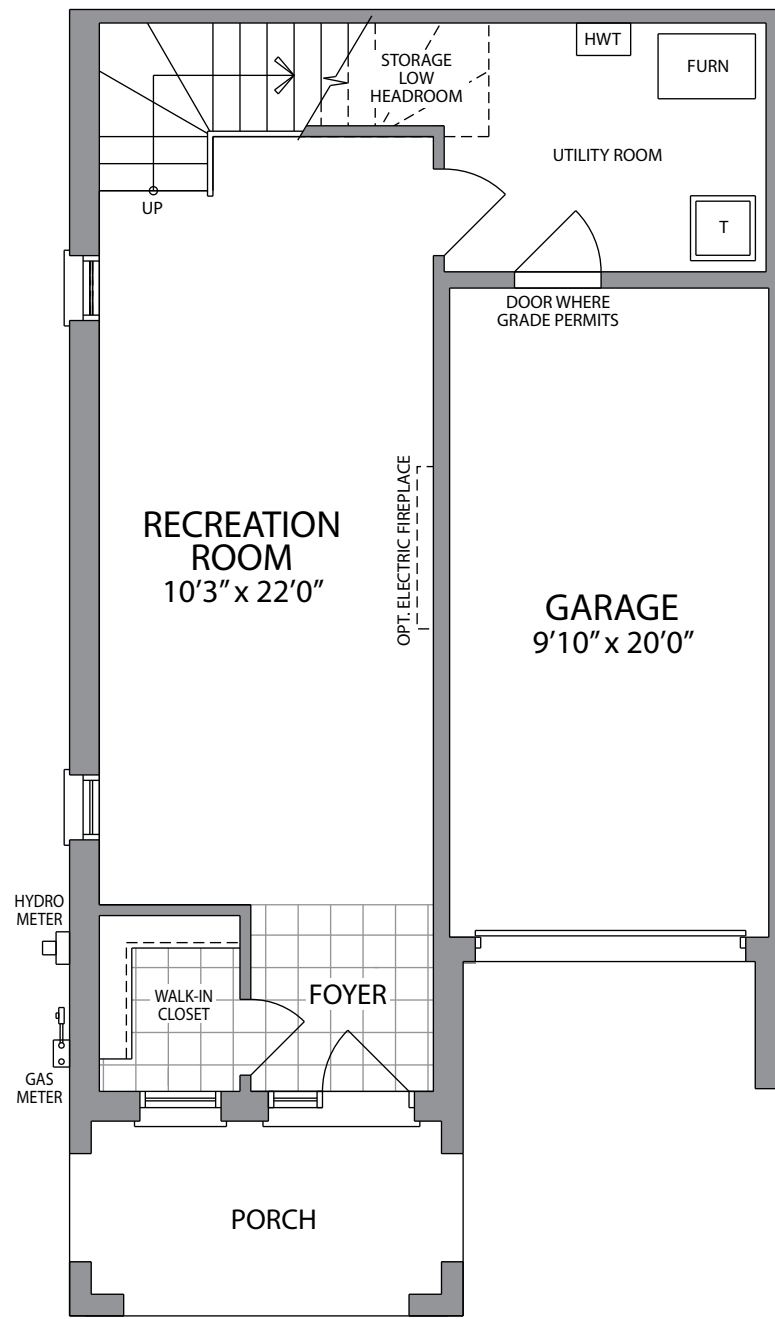 HWT
FURN
STORAGE
LOW
HEADROOM
UTILITY ROOM
UP
T
DOOR WHERE
GRADE PERMITS
OPT. ELECTRIC FIREPLACE
RECREATION
ROOM
10'3" x 22'0"
GARAGE
9'10" x 20'0"
HYDRO
METER
WALK-IN
CLOSET
FOYER
GAS
METER
PORCH